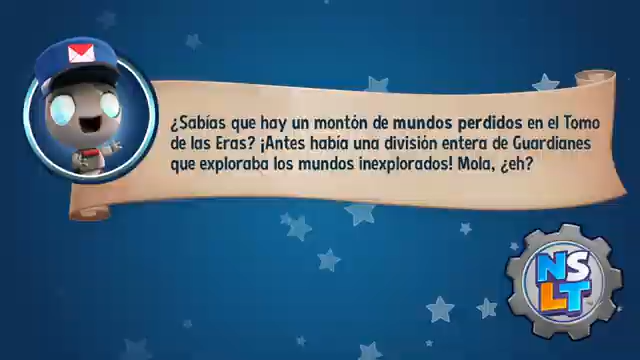 ¿Sabías que hay un montón de mundos perdidos en el Tomo
de las Eras? ¡Antes había una división entera de Guardianes
que exploraba los mundos inexplorados! Mola, ¿eh?
NS
LT